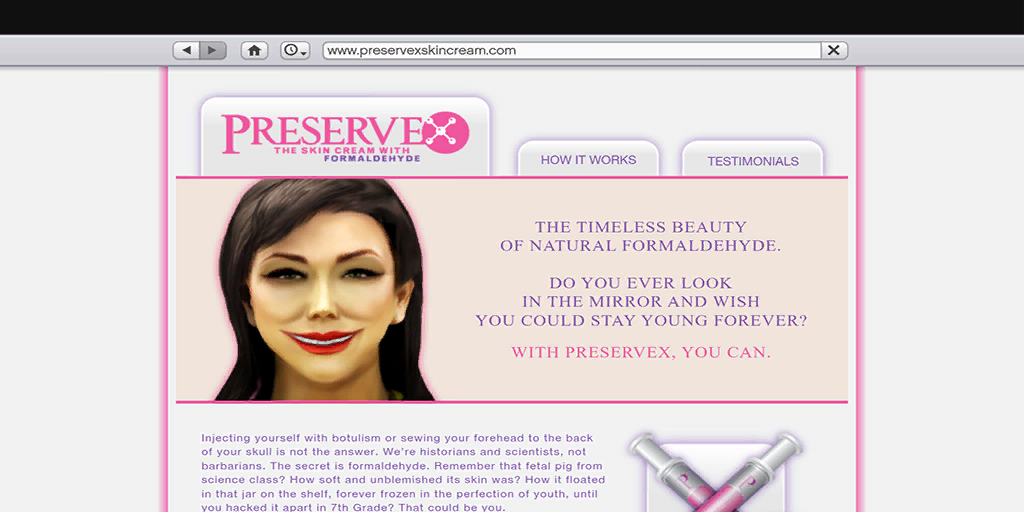 www.preservexskincream.com
PRESERVEX
THE SKIN CREAM WITH
FORMALDEHYDE
HOW IT WORKS
TESTIMONIALS
THE TIMELESS BEAUTY
OF NATURAL FORMALDEHYDE.
DO YOU EVER LOOK
IN THE MIRROR AND WISH
YOU COULD STAY YOUNG FOREVER?
WITH PRESERVEX, YOU CAN.
Injecting yourself with botulism or sewing your forehead to the back
of your skull is not the answer. We're historians and scientists, not
barbarians. The secret is formaldehyde. Remember that fetal pig from
science class? How soft and unblemished its skin was? How it floated
in that jar on the shelf, forever frozen in the perfection of youth, until
you hacked it apart in 7th Grade? That could be you.
P
P